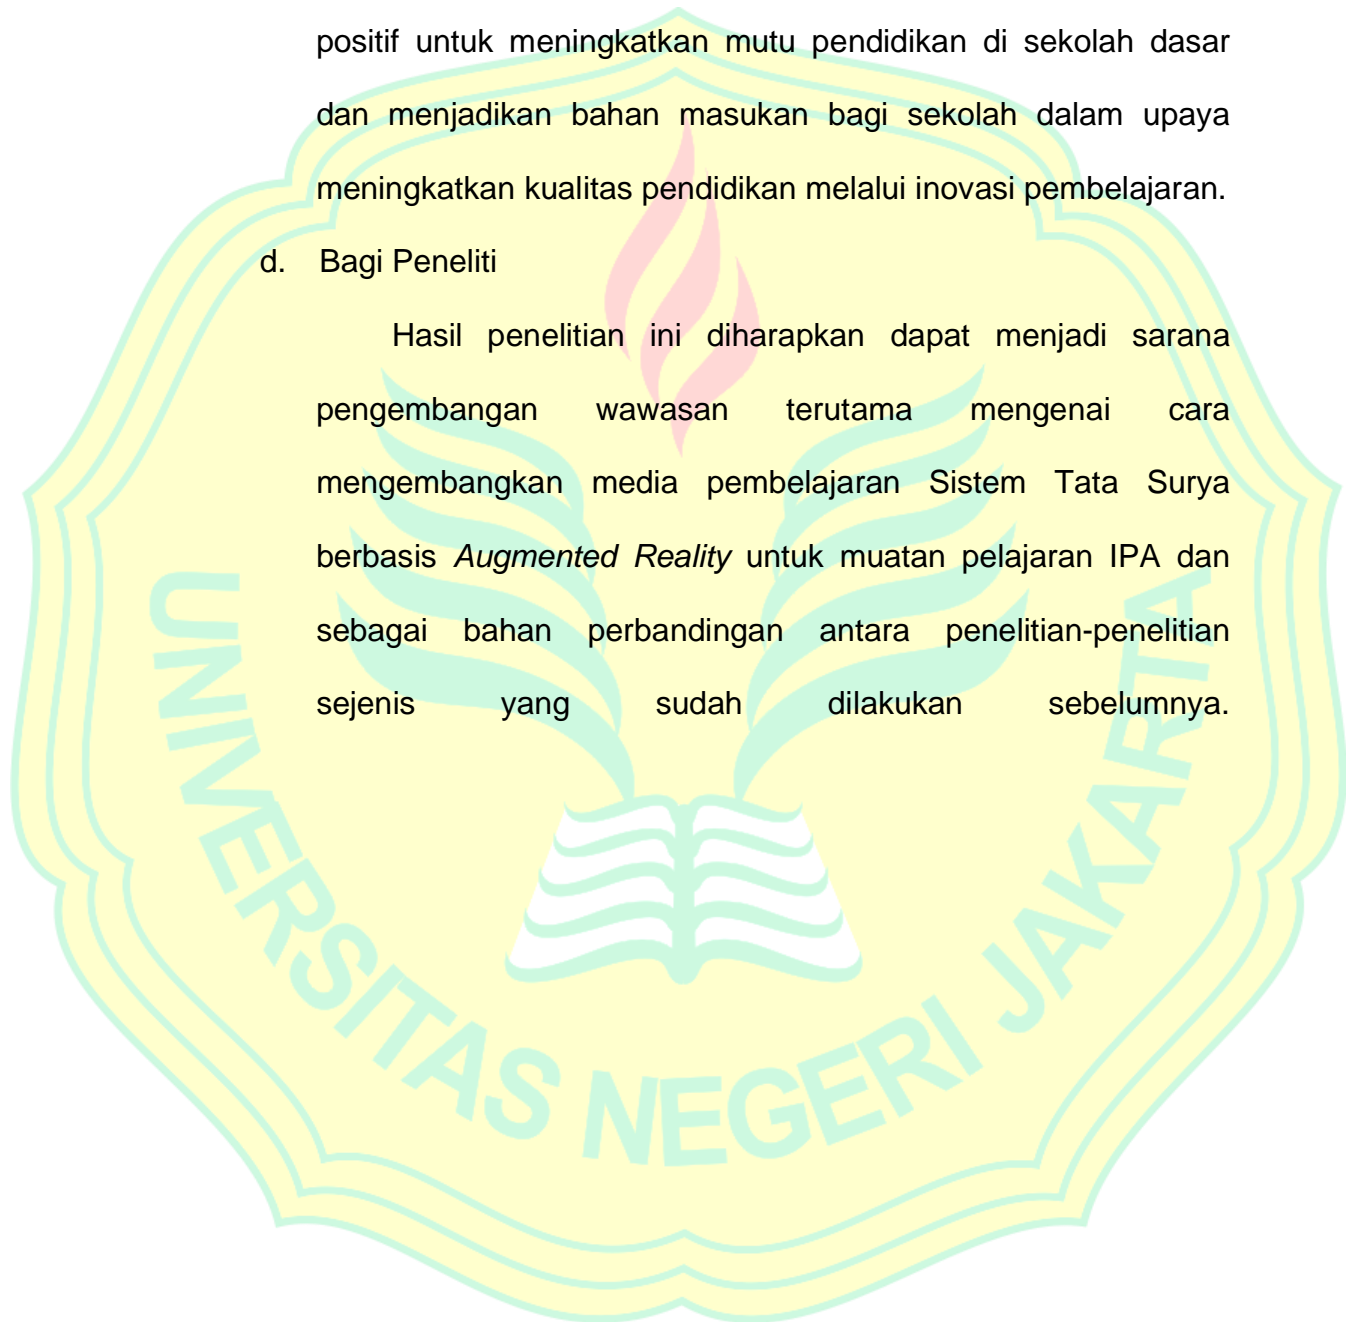 positif untuk meningkatkan mutu pendidikan di sekolah dasar
dan menjadikan bahan masukan bagi sekolah dalam upaya
meningkatkan kualitas pendidikan melalui inovasi pembelajaran.
d. Bagi Peneliti
Hasil penelitian ini diharapkan dapat menjadi sarana
pengembangan wawasan terutama mengenai cara
mengembangkan media pembelajaran Sistem Tata Surya
berbasis Augmented Reality untuk muatan pelajaran IPA dan
sebagai bahan perbandingan antara penelitian-penelitian
sejenis yang sudah dilakukan sebelumnya.
UNIVERSITAS NEGERI JAKARTA